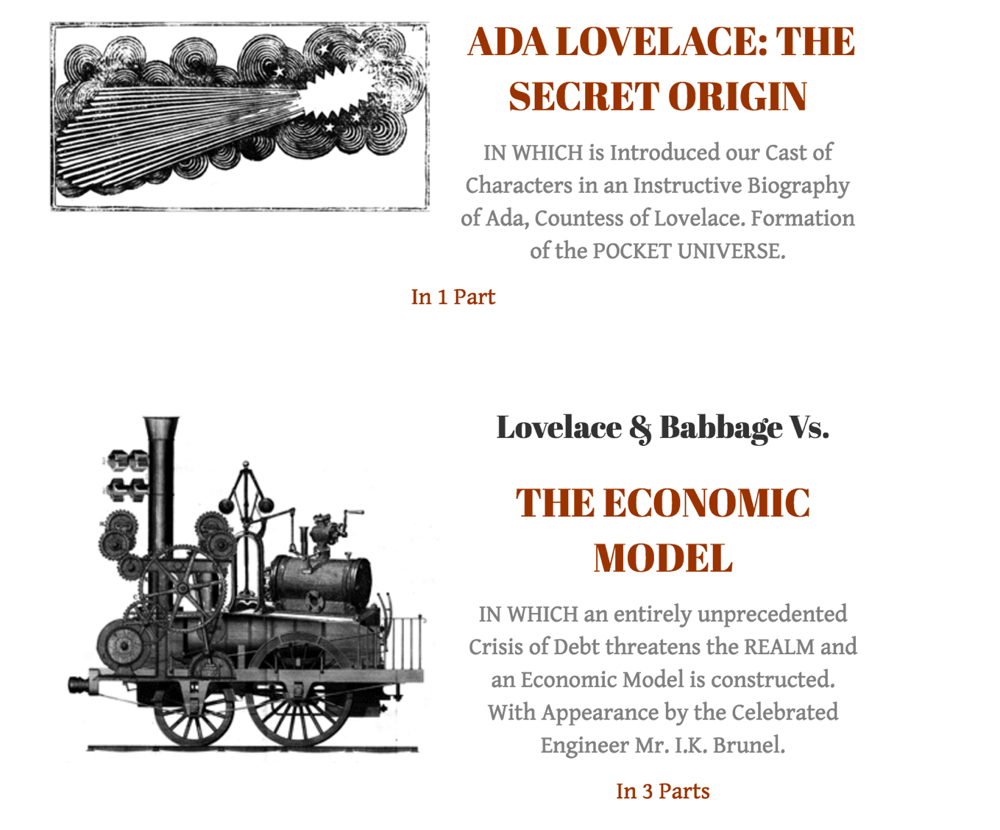 ADA LOVELACE: THE
SECRET ORIGIN
IN WHICH is Introduced our Cast of
Characters in an Instructive Biography
of Ada, Countess of Lovelace. Formation
of the POCKET UNIVERSE.
In 1 Part
Lovelace & Babbage Vs.
THE ECONOMIC
MODEL
IN WHICH an entirely unprecedented
Crisis of Debt threatens the REALM and
an Economic Model is constructed.
With Appearance by the Celebrated
Engineer Mr. I.K. Brunel.
In 3 Parts